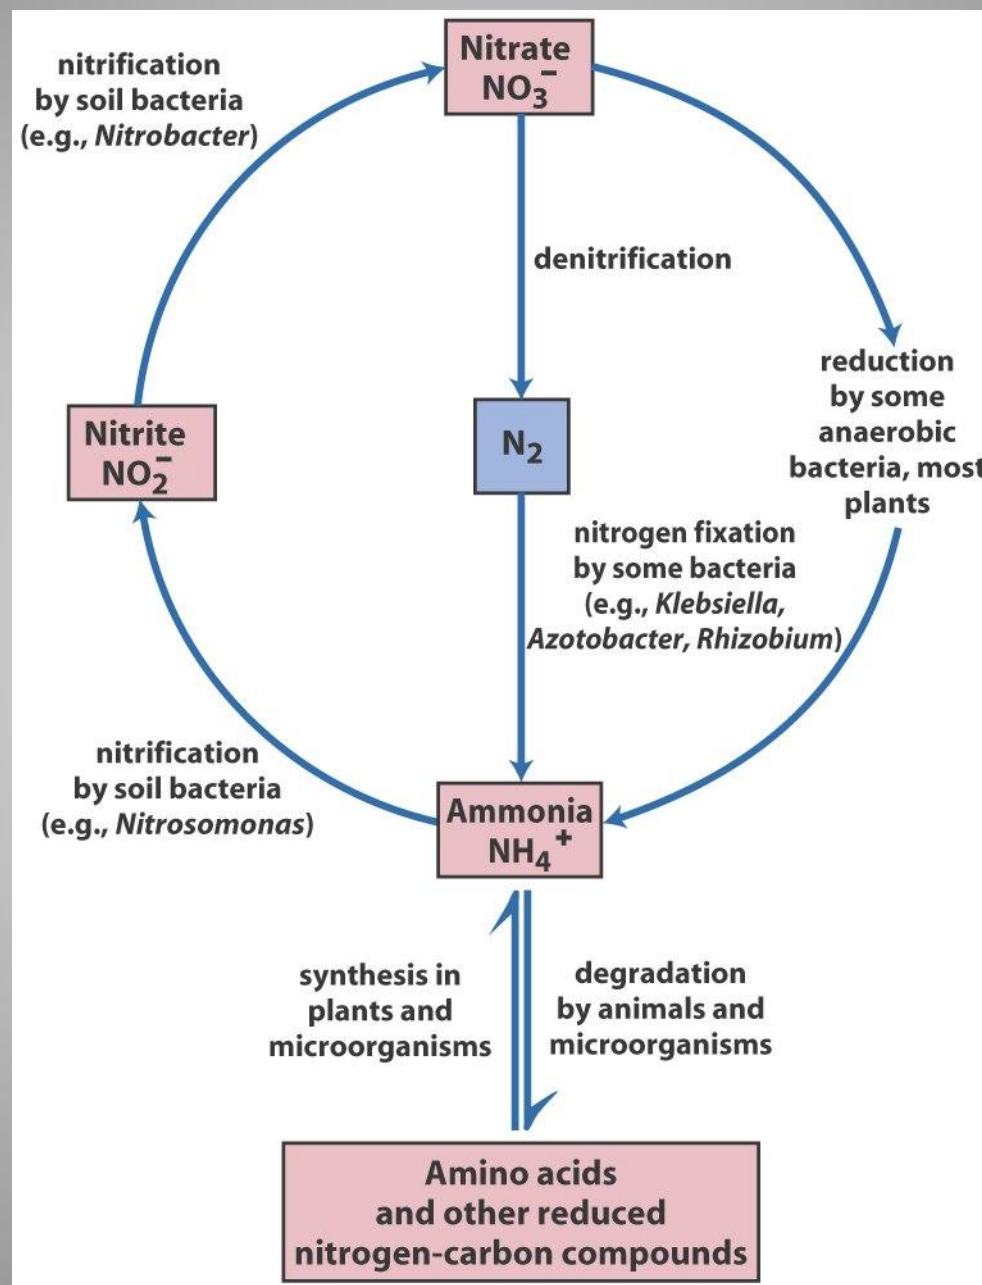 Nitrate
NO₃⁻
nitrification
by soil bacteria
(e.g., Nitrobacter)
denitrification
reduction
by some
anaerobic
bacteria, most
plants
Nitrite
NO₂⁻
N₂
nitrogen fixation
by some bacteria
(e.g., Klebsiella,
Azotobacter, Rhizobium)
nitrification
by soil bacteria
(e.g., Nitrosomonas)
Ammonia
NH₄⁺
synthesis in
plants and
microorganisms
degradation
by animals and
microorganisms
Amino acids
and other reduced
nitrogen-carbon compounds